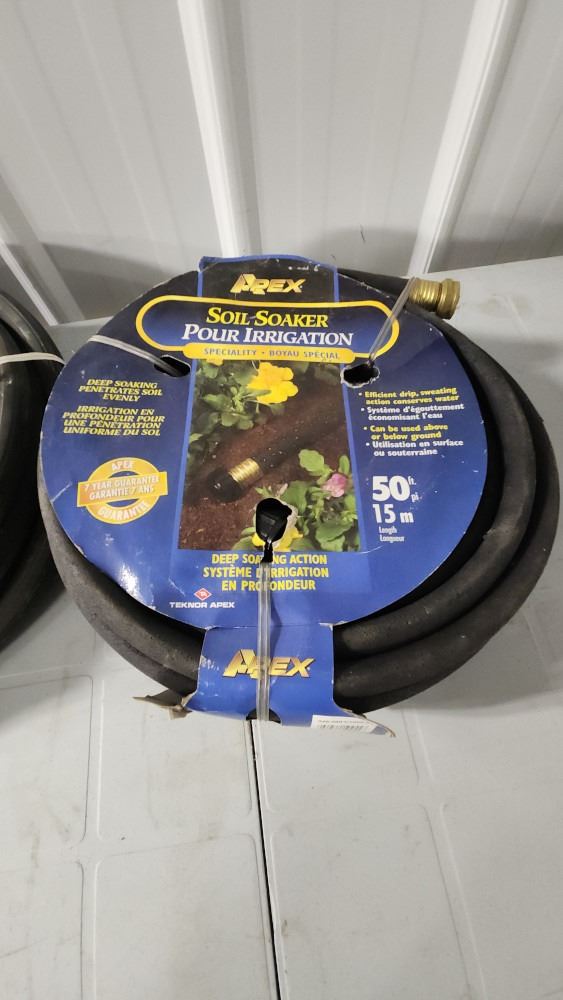 APEX
SOIL SOAKER
POUR IRRIGATION
SPECIALITY • BOYAU SPÉCIAL
DEEP SOAKING
PENETRATES SOIL
EVENLY
IRRIGATION EN
PROFONDEUR POUR
UNE PÉNÉTRATION
UNIFORME DU SOL
APEX
7 YEAR GUARANTEE
GARANTIE 7 ANS
GUARANTIE
• Efficient drip, sweating
action conserves water
• Système d'égouttement
économisant l'eau
• Can be used above
or below ground
• Utilisation en surface
ou souterraine
50 ft.
pi
15 m
Length
Longueur
DEEP SOAKING ACTION
SYSTÈME D'IRRIGATION
EN PROFONDEUR
TEKNOR APEX
APEX